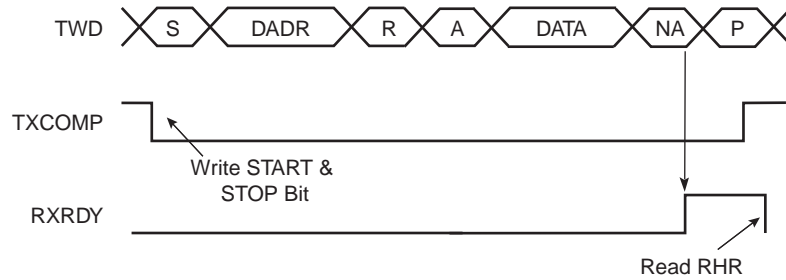 TWD S DADR R A DATA NA P
TXCOMP
Write START &
STOP Bit
RXRDY
Read RHR